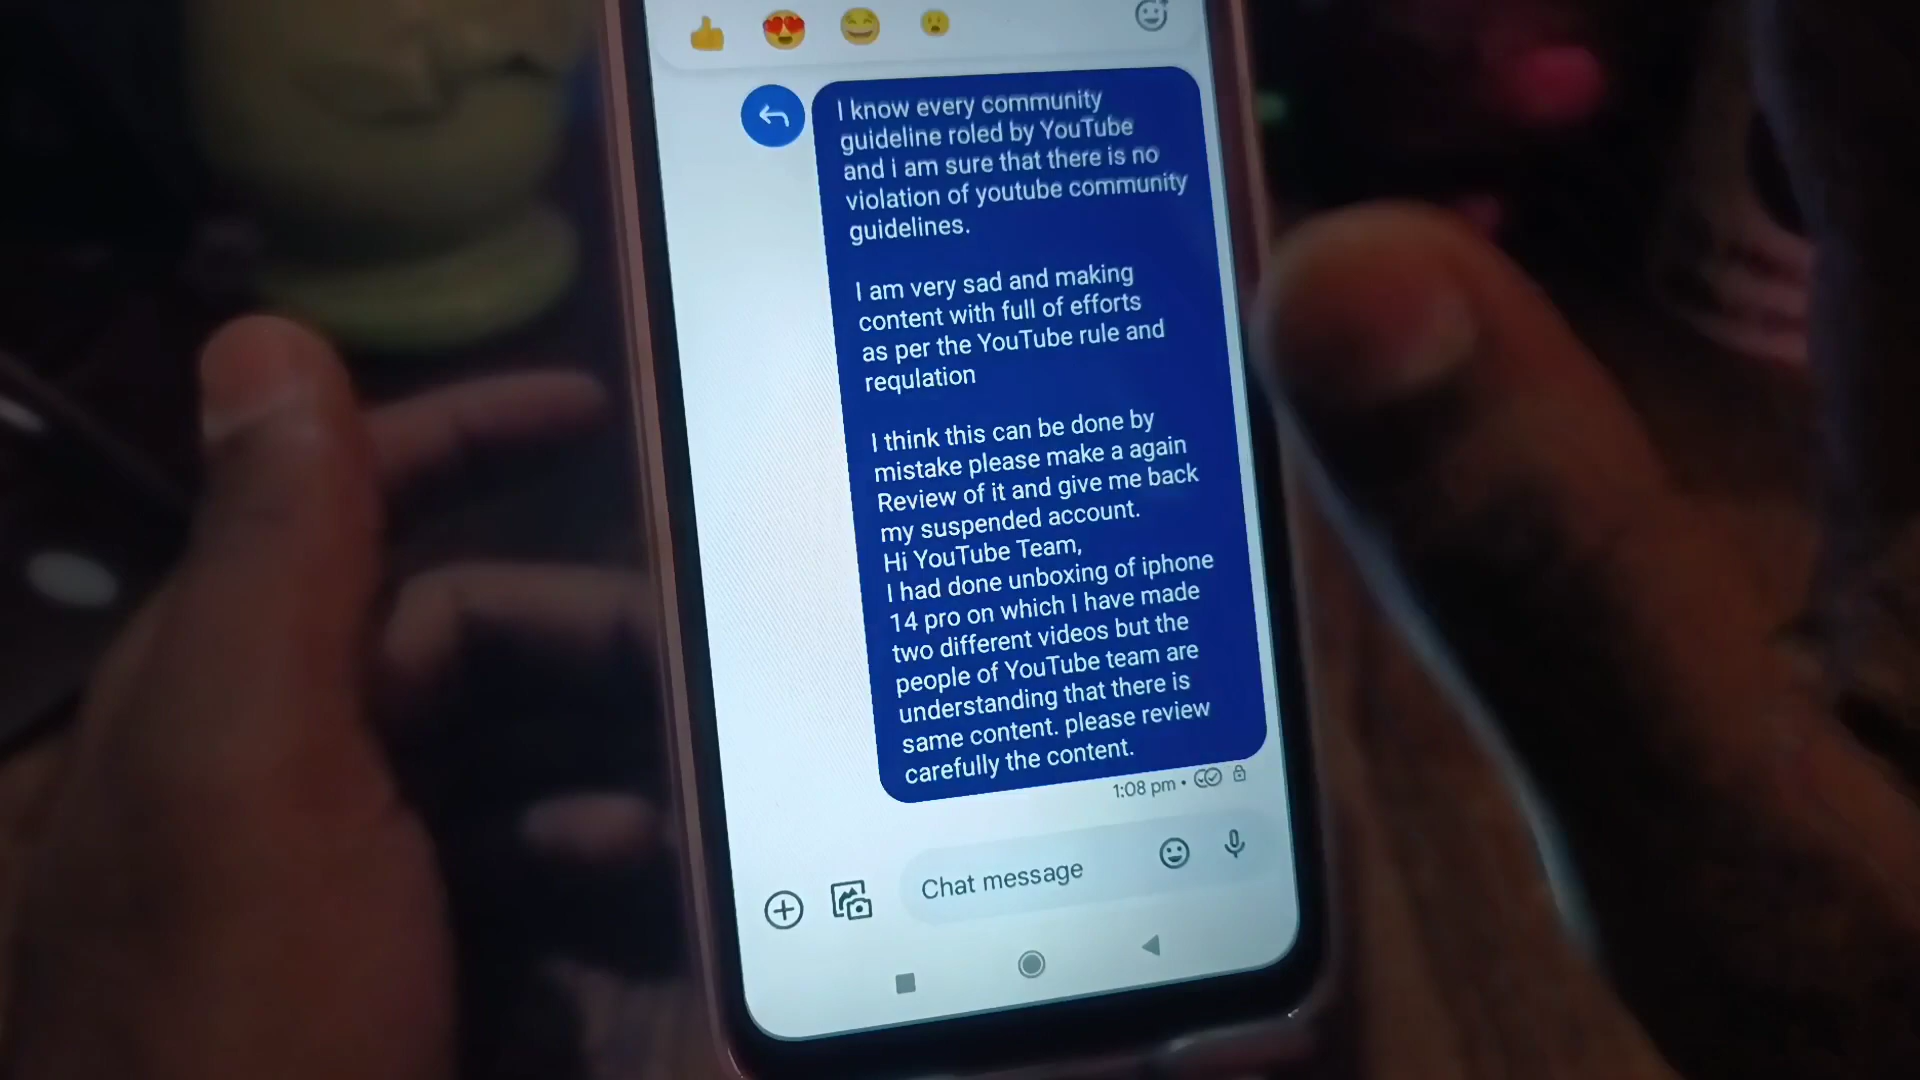 I know every community
guideline roled by YouTube
and i am sure that there is no
violation of youtube community
guidelines.
I am very sad and making
content with full of efforts
as per the YouTube rule and
requlation
I think this can be done by
mistake please make a again
Review of it and give me back
my suspended account.
Hi YouTube Team,
I had done unboxing of iphone
14 pro on which I have made
two different videos but the
people of YouTube team are
understanding that there is
same content. please review
carefully the content.
1:08 pm •
Chat message